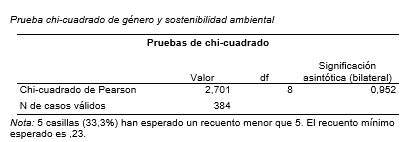 Prueba chi-cuadrado de género y sostenibilidad ambiental
Pruebas de chi-cuadrado
Significación
Valor df asintótica (bilateral)
Chi-cuadrado de Pearson 2,701 8 0,952
N de casos válidos 384
Nota: 5 casillas (33,3%) han esperado un recuento menor que 5. El recuento mínimo
esperado es ,23.